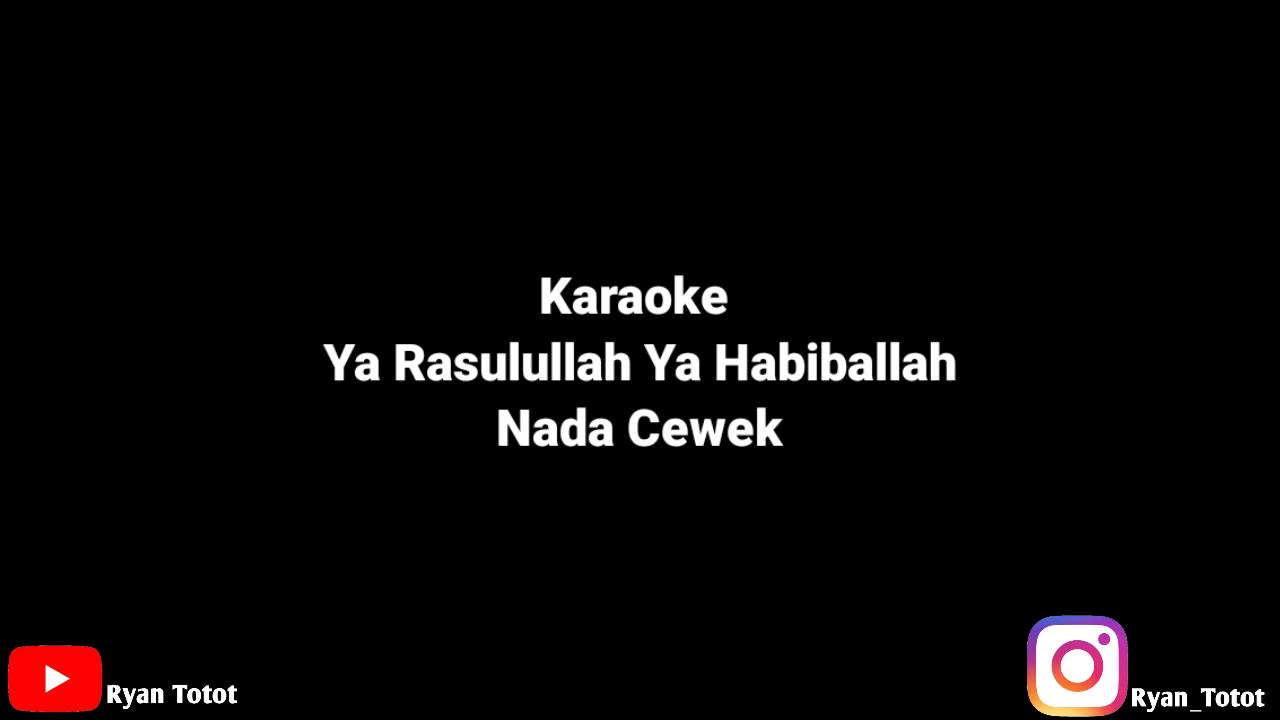 Karaoke
Ya Rasulullah Ya Habiballah
Nada Cewek
Ryan Totot
Ryan_Totot